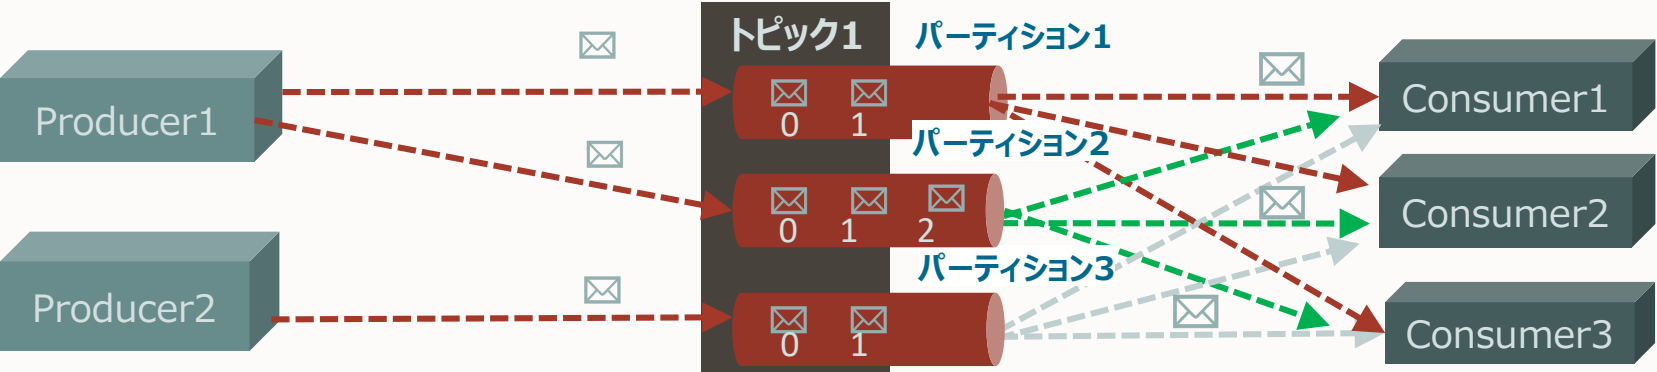 トピック1
パーティション1
Producer1
0 1
Consumer1
パーティション2
0 1 2
Consumer2
パーティション3
Producer2
0 1
Consumer3